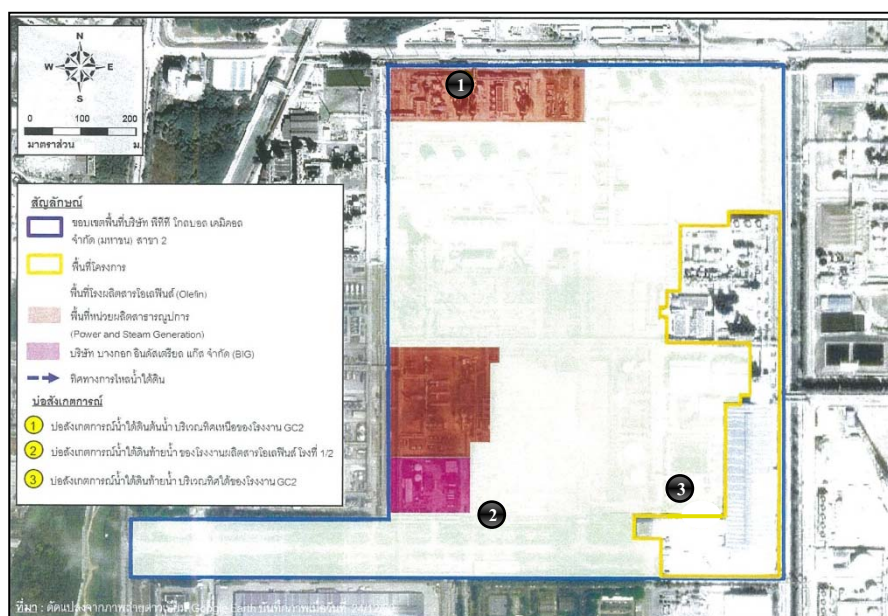 N
W E
S
0 100 200
มาตราส่วน ม.
สัญลักษณ์
ขอบเขตพื้นที่บริษัท พีทีที โกลบอล เคมิคอล
จำกัด (มหาชน) สาขา 2
พื้นที่โครงการ
พื้นที่โรงผลิตสารโอเลฟินส์ (Olefin)
พื้นที่หน่วยผลิตสาธารณูปการ
(Power and Steam Generation)
บริษัท บางกอก อินดัสเตรียล แก๊ส จำกัด (BIG)
ทิศทางการไหลน้ำใต้ดิน
บ่อสังเกตการณ์
1 บ่อสังเกตการณ์น้ำใต้ดินต้นน้ำ บริเวณทิศเหนือของโรงงาน GC2
2 บ่อสังเกตการณ์น้ำใต้ดินท้ายน้ำ ของโรงงานผลิตสารโอเลฟินส์ โรงที่ 1/2
3 บ่อสังเกตการณ์น้ำใต้ดินท้ายน้ำ บริเวณทิศใต้ของโรงงาน GC2
1
2
3
ที่มา : ดัดแปลงจากภาพถ่ายดาวเทียม Google Earth บันทึกภาพเมื่อวันที่